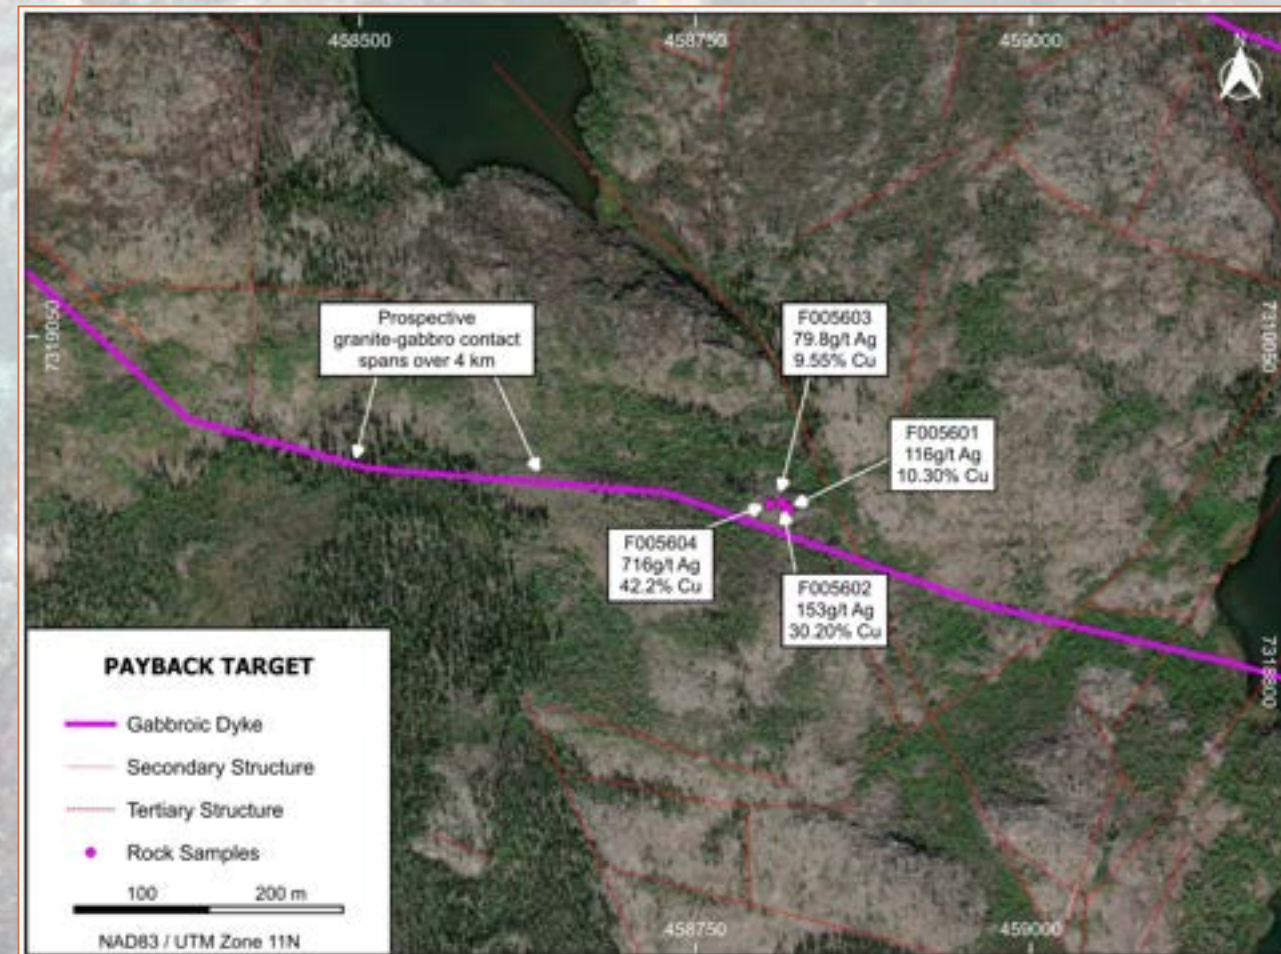 458500
458750
459000
N
7319050
7319050
Prospective
granite-gabbro contact
spans over 4 km
F005603
79.8g/t Ag
9.55% Cu
F005601
116g/t Ag
10.30% Cu
F005604
716g/t Ag
42.2% Cu
F005602
153g/t Ag
30.20% Cu
7318800
PAYBACK TARGET
Gabbroic Dyke
Secondary Structure
Tertiary Structure
Rock Samples
100 200 m
NAD83 / UTM Zone 11N
458750
459000